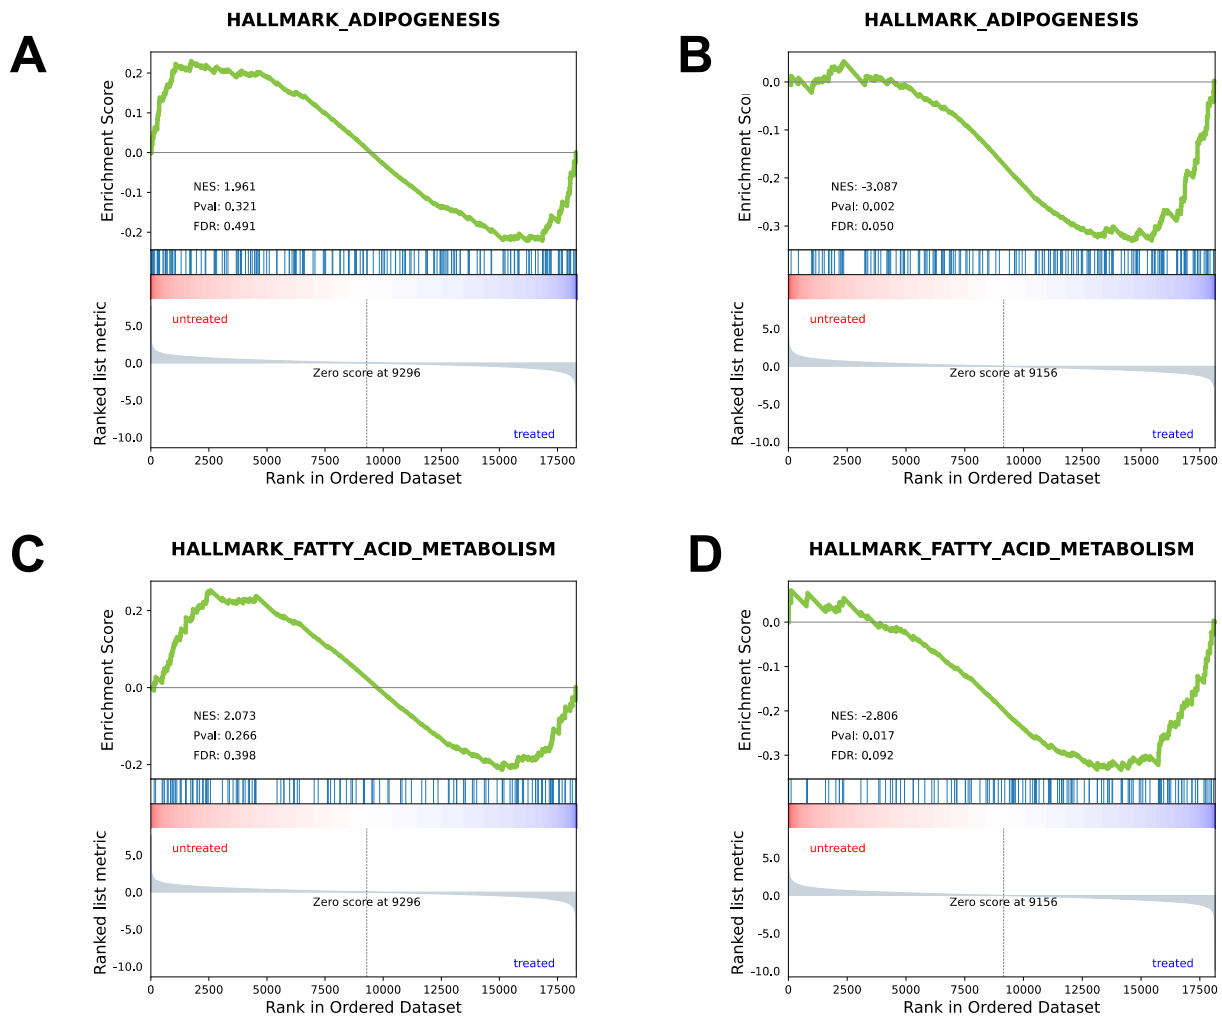 A
HALLMARK_ADIPOGENESIS
Enrichment Score
0.2
0.1
0.0
-0.1
-0.2
NES: 1.961
Pval: 0.321
FDR: 0.491
Ranked list metric
5.0
0.0
-5.0
-10.0
untreated
Zero score at 9296
treated
0 2500 5000 7500 10000 12500 15000 17500
Rank in Ordered Dataset
B
HALLMARK_ADIPOGENESIS
Enrichment Scor
0.0
-0.1
-0.2
-0.3
NES: -3.087
Pval: 0.002
FDR: 0.050
Ranked list metric
5.0
0.0
-5.0
-10.0
untreated
Zero score at 9156
treated
0 2500 5000 7500 10000 12500 15000 17500
Rank in Ordered Dataset
C
HALLMARK_FATTY_ACID_METABOLISM
Enrichment Score
0.2
0.0
-0.2
NES: 2.073
Pval: 0.266
FDR: 0.398
Ranked list metric
5.0
0.0
-5.0
-10.0
untreated
Zero score at 9296
treated
0 2500 5000 7500 10000 12500 15000 17500
Rank in Ordered Dataset
D
HALLMARK_FATTY_ACID_METABOLISM
Enrichment Score
0.0
-0.1
-0.2
-0.3
NES: -2.806
Pval: 0.017
FDR: 0.092
Ranked list metric
5.0
0.0
-5.0
-10.0
untreated
Zero score at 9156
treated
0 2500 5000 7500 10000 12500 15000 17500
Rank in Ordered Dataset